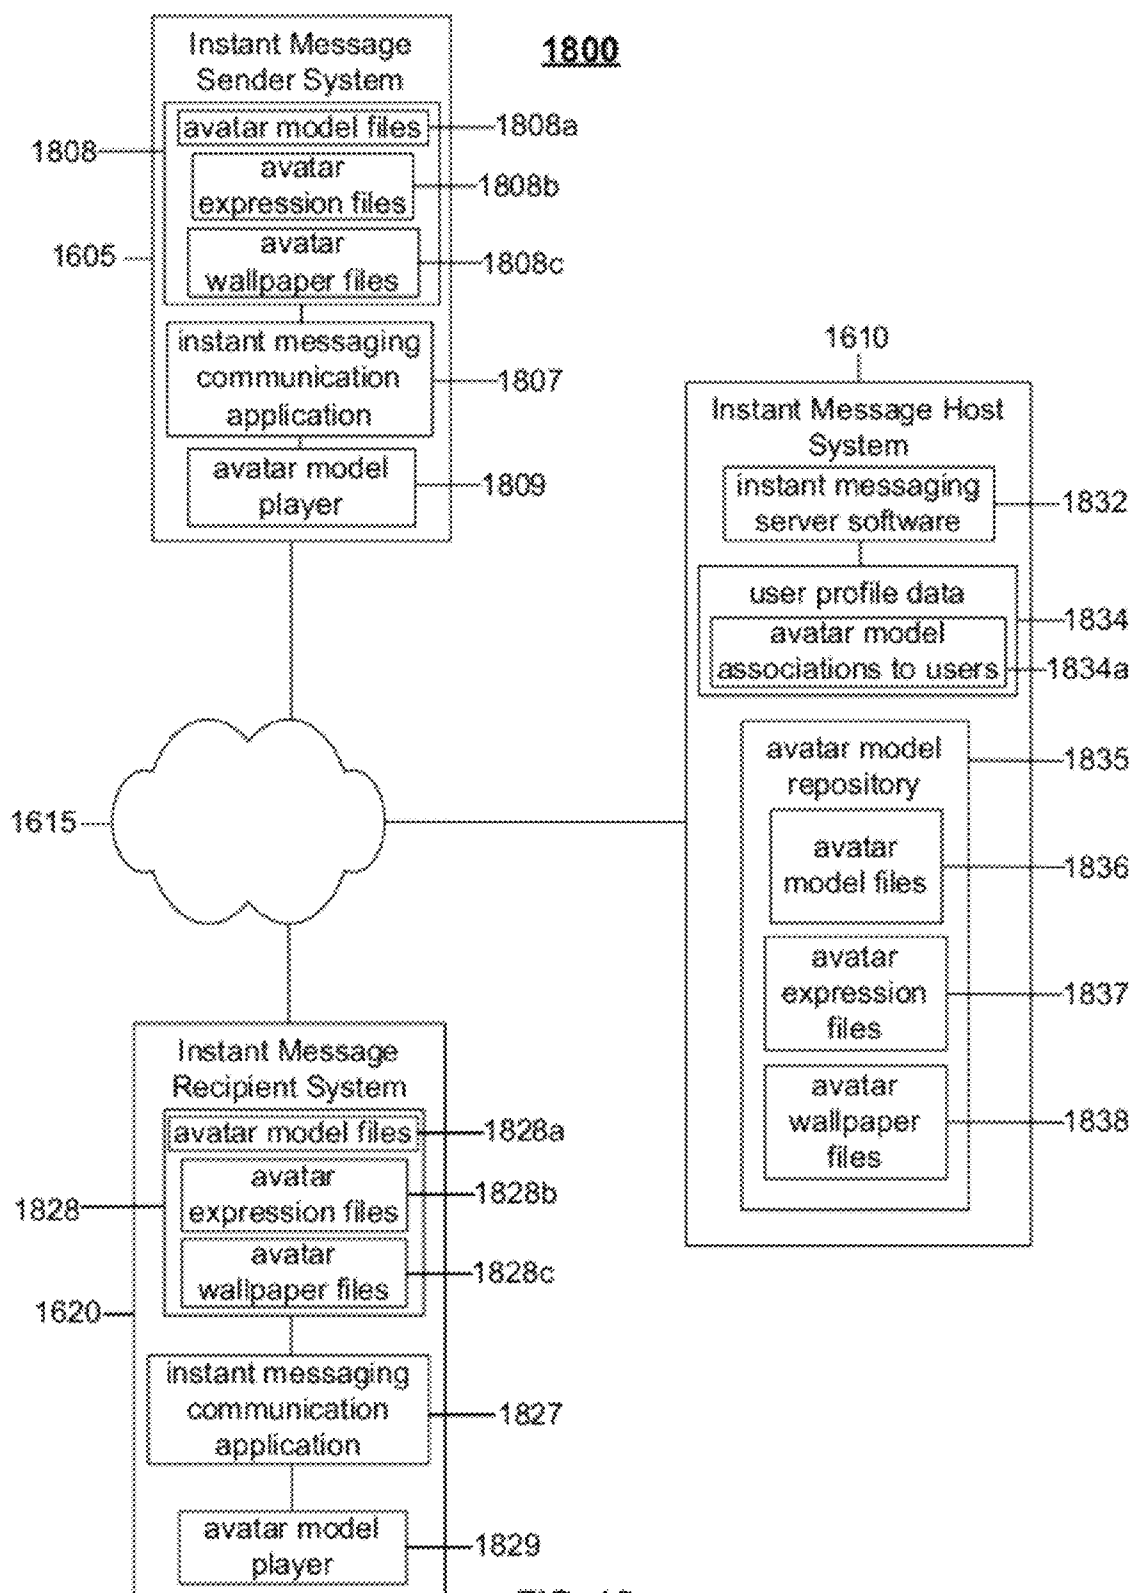 1800
Instant Message
Sender System
avatar model files
1808a
1808
avatar
expression files
1808b
1605
avatar
wallpaper files
1808c
instant messaging
communication
application
1807
avatar model
player
1809
1610
Instant Message Host
System
instant messaging
server software
1832
user profile data
1834
avatar model
associations to users
1834a
avatar model
repository
1835
avatar
model files
1836
avatar
expression
files
1837
avatar
wallpaper
files
1838
1615
Instant Message
Recipient System
avatar model files
1828a
avatar
expression files
1828b
1828
avatar
wallpaper files
1828c
1620
instant messaging
communication
application
1827
avatar model
player
1829